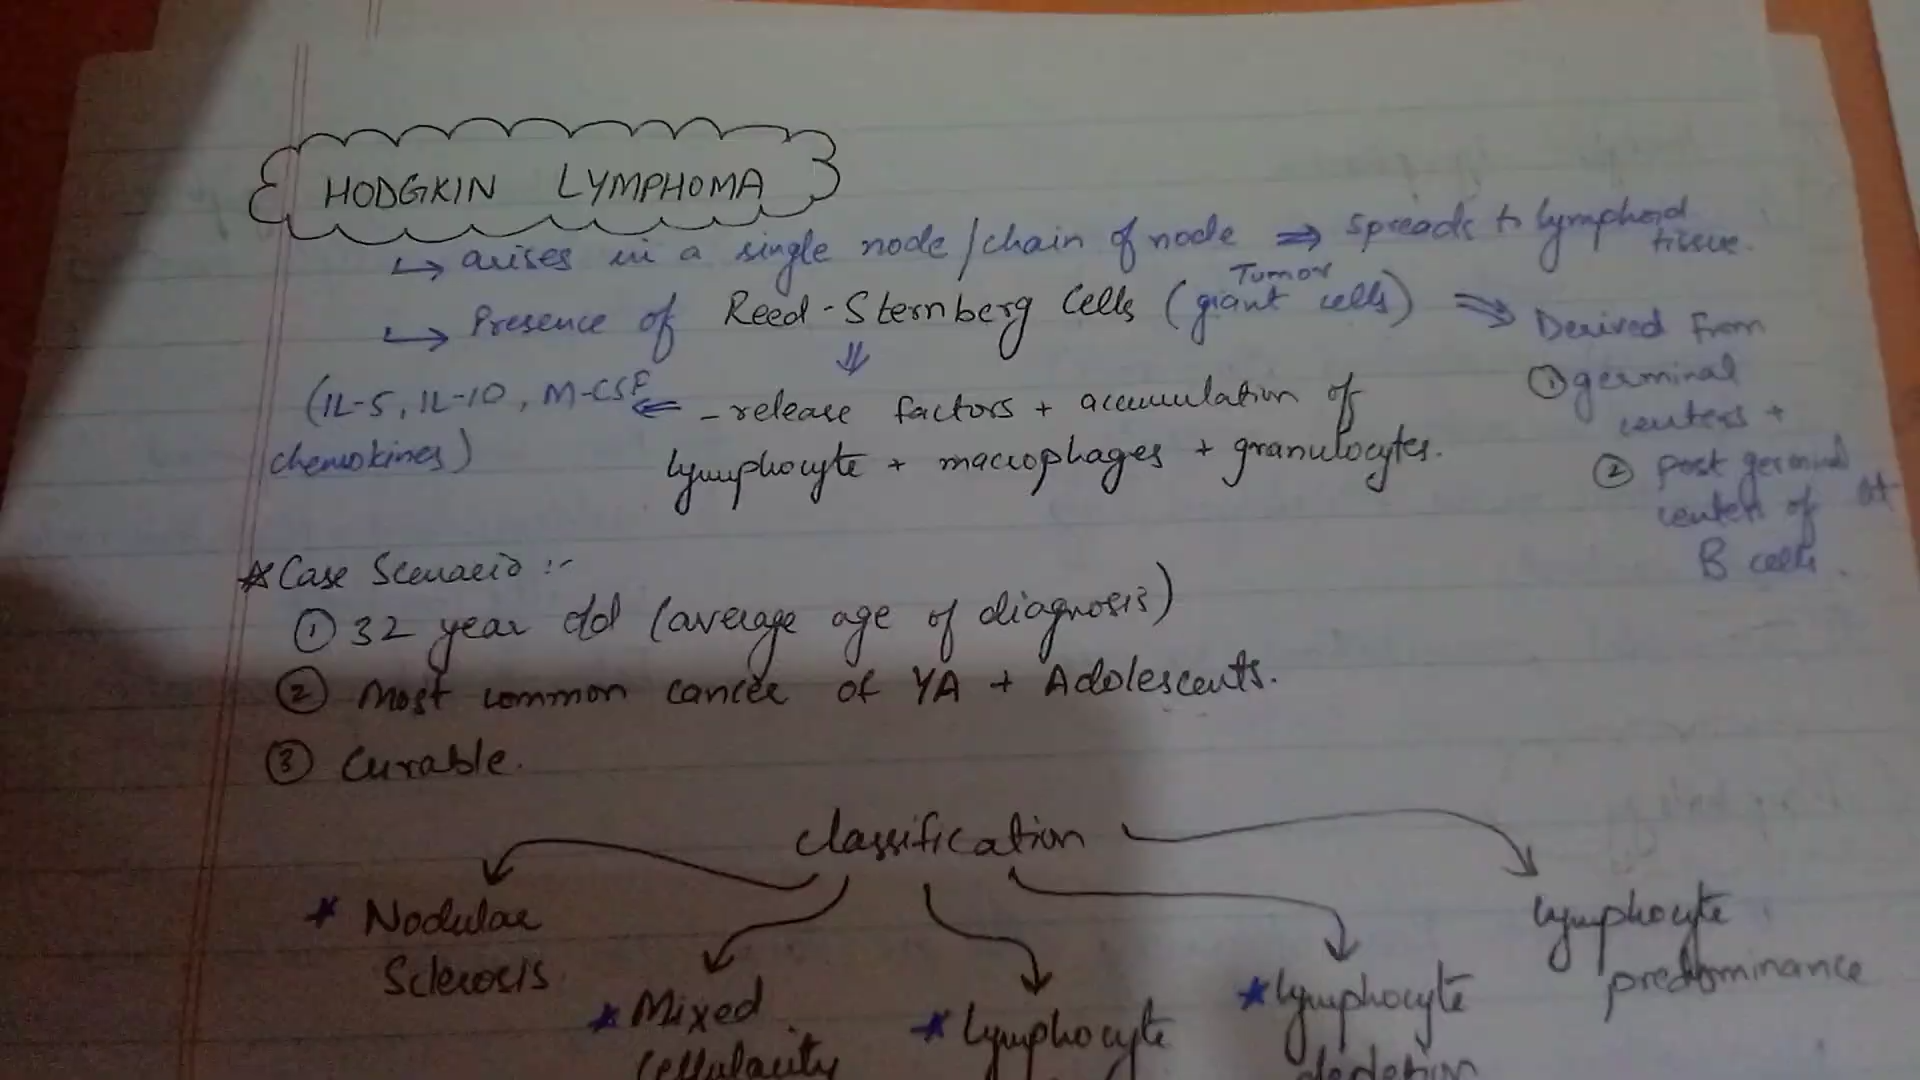 HODGKIN LYMPHOMA
↳ arises in a single node/chain of node ⇒ spreads to lymphoid tissue.
↳ Presence of Reed-Sternberg Cells (giant Tumor cells) ⇒ Derived from
① germinal centers +
② post germinal center of B cells.
⇓
(IL-5, IL-10, M-CSF ⇐ - release factors + accumulation of
chemokines)
lymphocyte + macrophages + granulocytes.
☆ Case Scenario :-
① 32 year old (average age of diagnosis)
② Most common cancer of YA + Adolescents.
③ Curable.
classification
* Nodular
Sclerosis
* Mixed
cellularity
* lymphocyte
* lymphocyte
depletion
lymphocyte
predominance